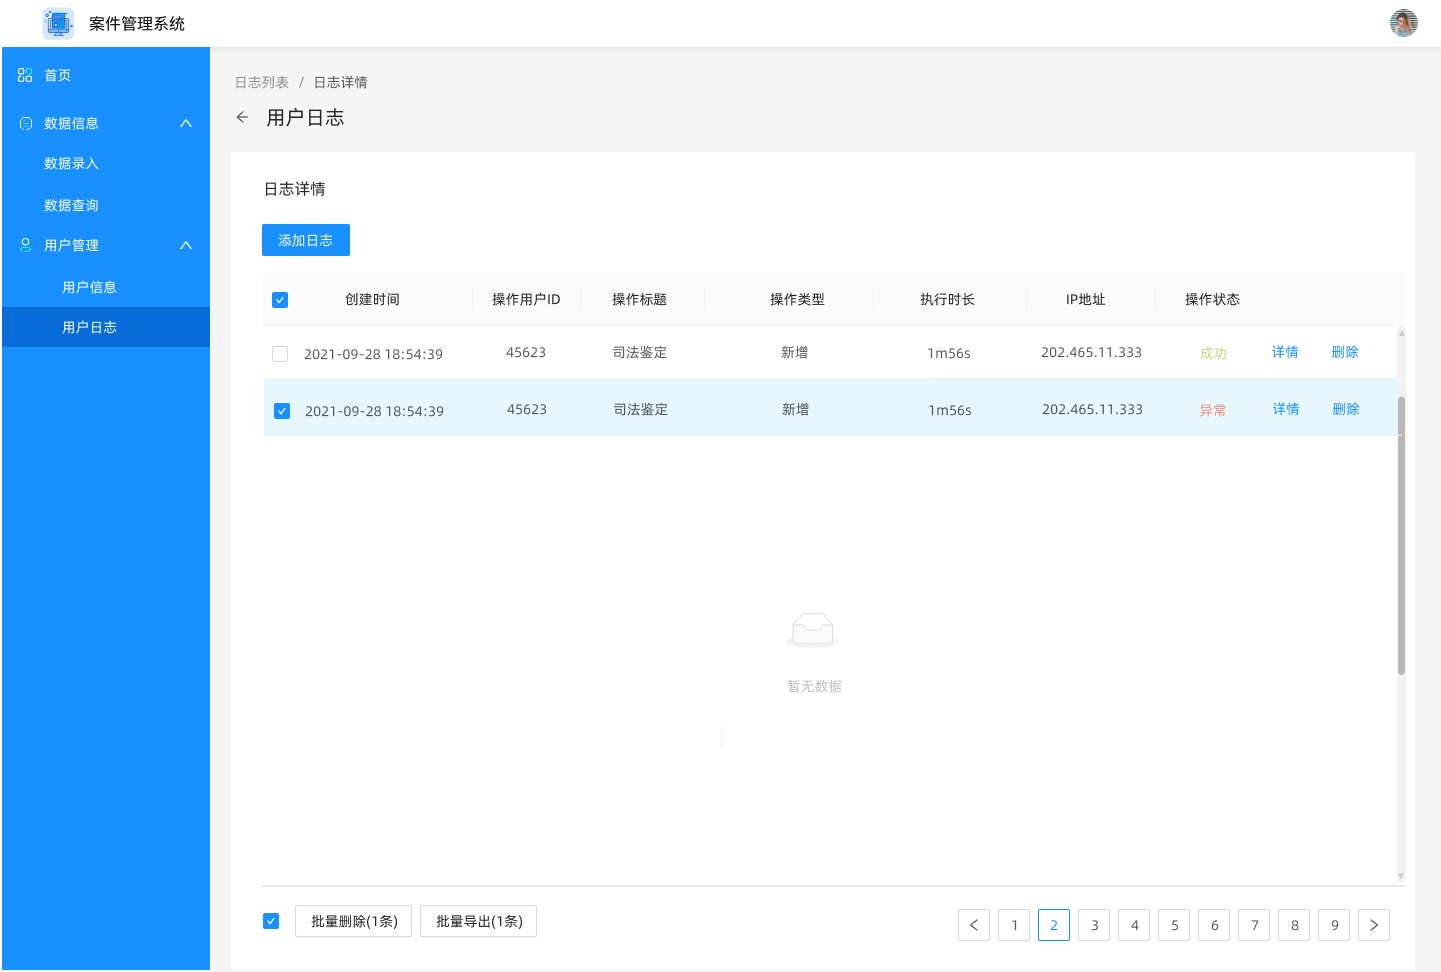 案件管理系统
首页
数据信息
数据录入
数据查询
用户管理
用户信息
用户日志
日志列表 / 日志详情
用户日志
日志详情
添加日志
创建时间 操作用户ID 操作标题 操作类型 执行时长 IP地址 操作状态
2021-09-28 18:54:39 45623 司法鉴定 新增 1m56s 202.465.11.333 成功 详情 删除
2021-09-28 18:54:39 45623 司法鉴定 新增 1m56s 202.465.11.333 异常 详情 删除
暂无数据
批量删除(1条) 批量导出(1条) 1 2 3 4 5 6 7 8 9